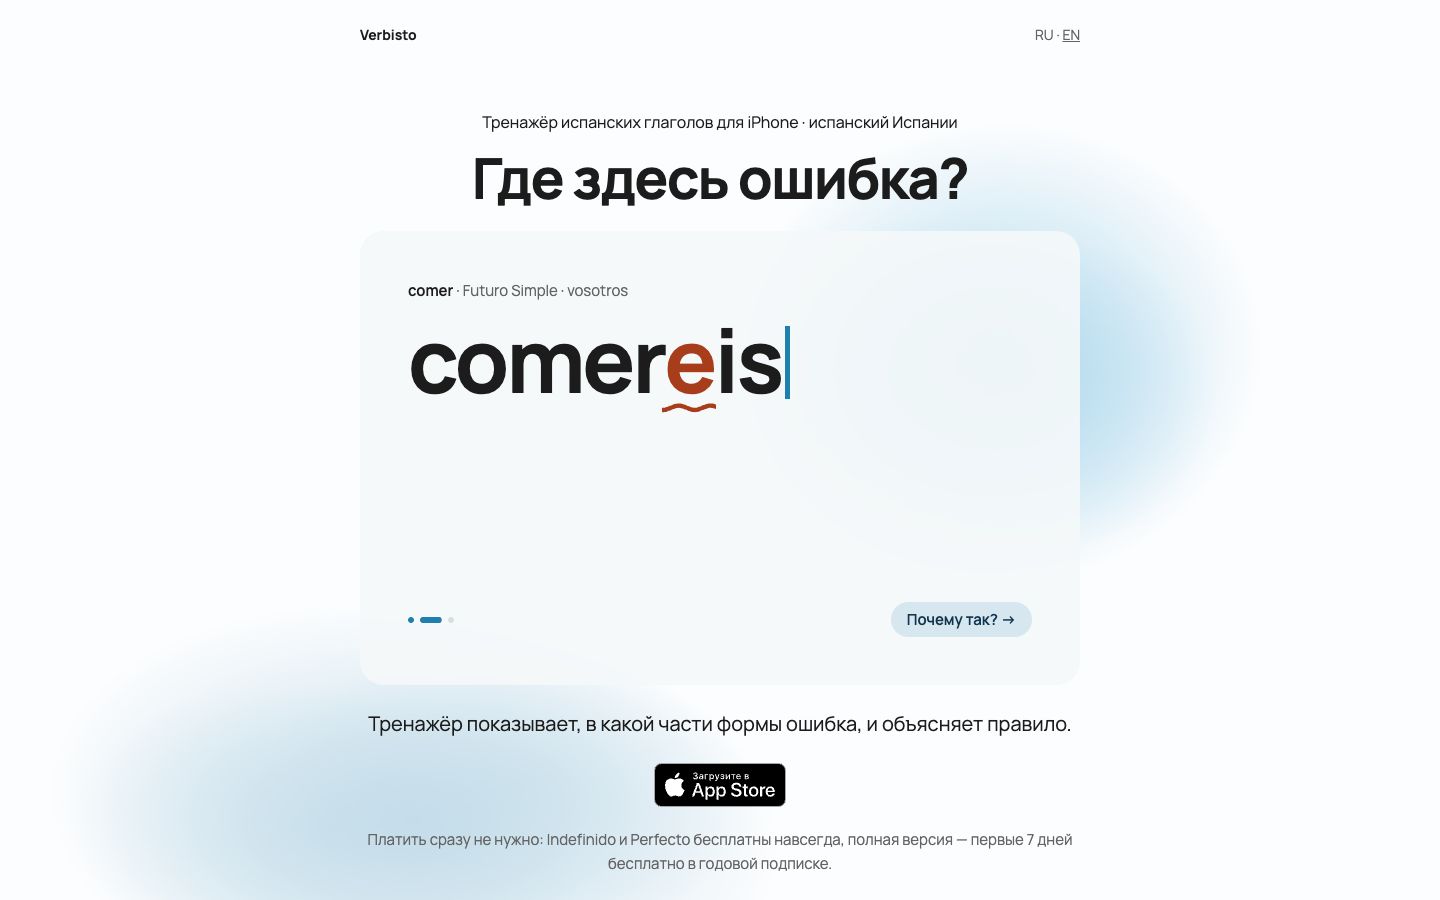 Verbisto
RU · EN
Тренажёр испанских глаголов для iPhone · испанский Испании
Где здесь ошибка?
comer · Futuro Simple · vosotros
comereis
Почему так? →
Тренажёр показывает, в какой части формы ошибка, и объясняет правило.
Загрузите в
App Store
Платить сразу не нужно: Indefinido и Perfecto бесплатны навсегда, полная версия — первые 7 дней
бесплатно в годовой подписке.